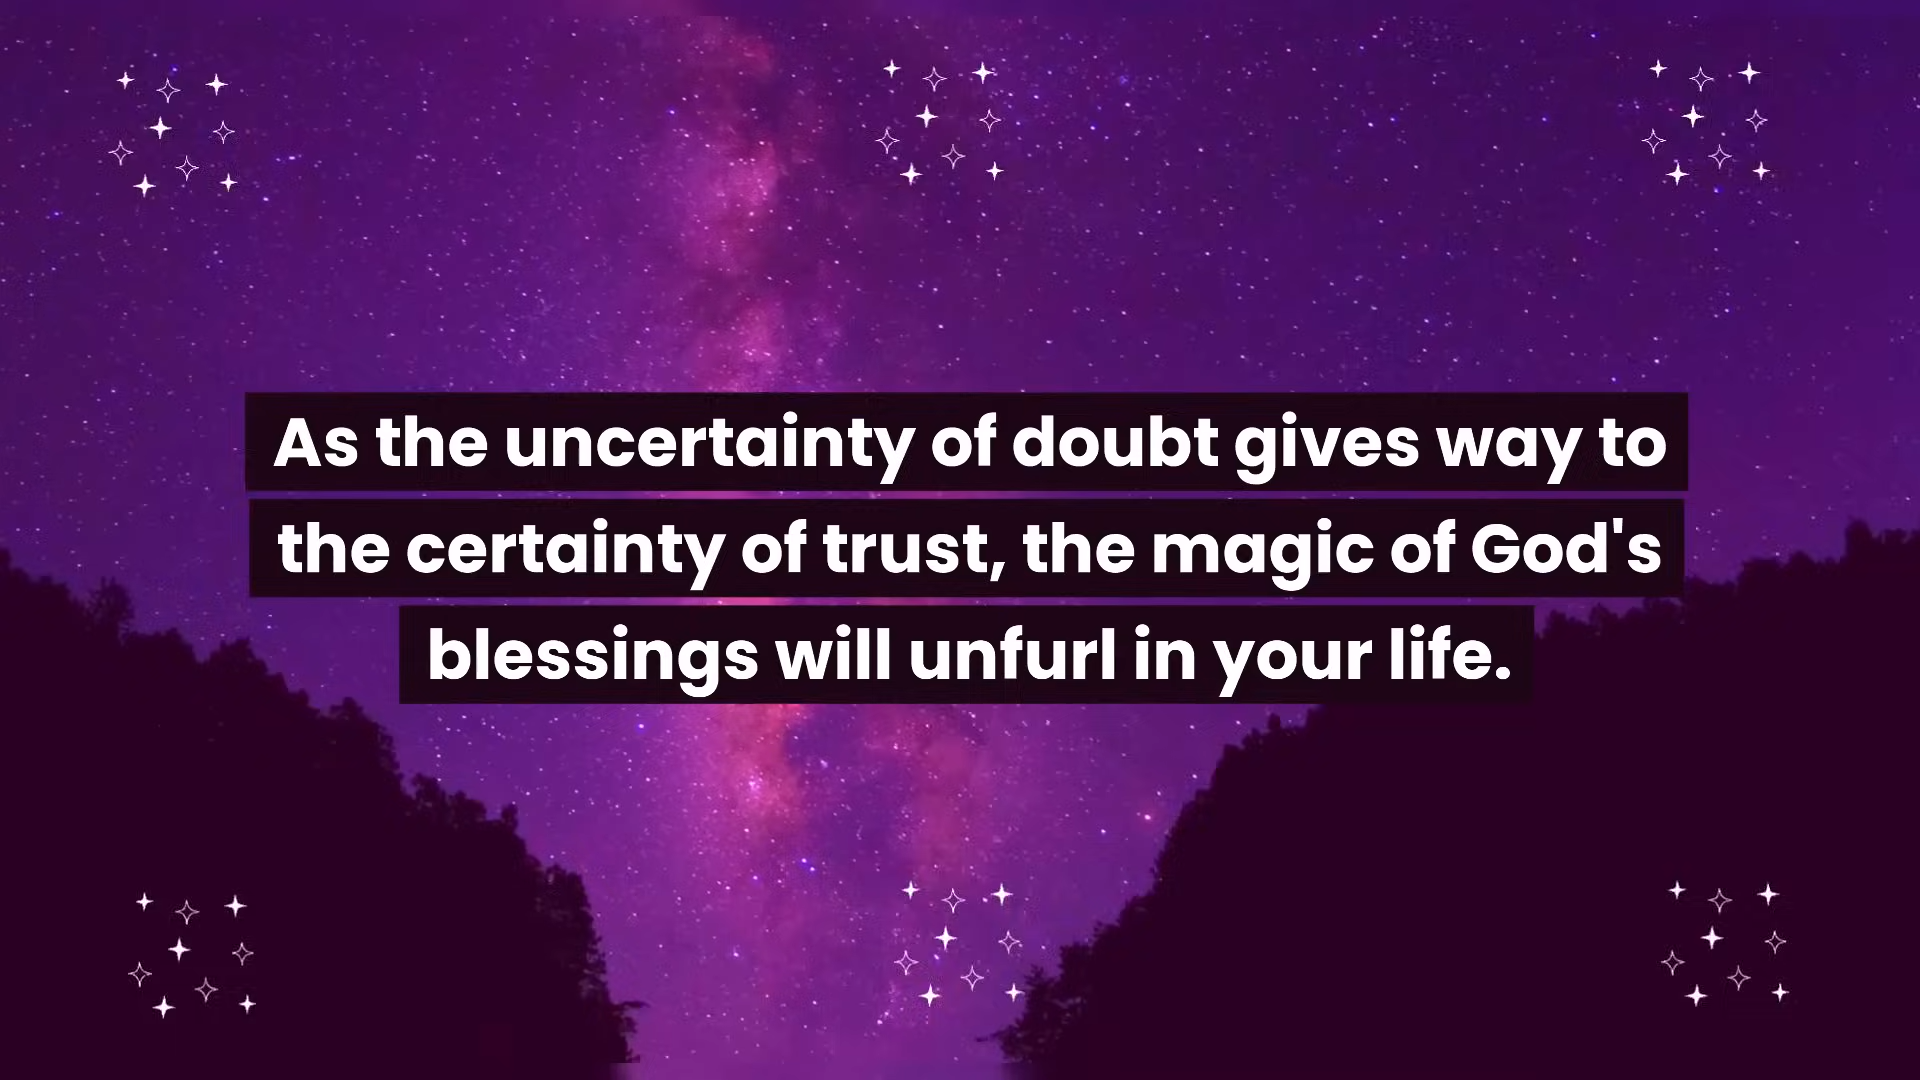 As the uncertainty of doubt gives way to
the certainty of trust, the magic of God's
blessings will unfurl in your life.